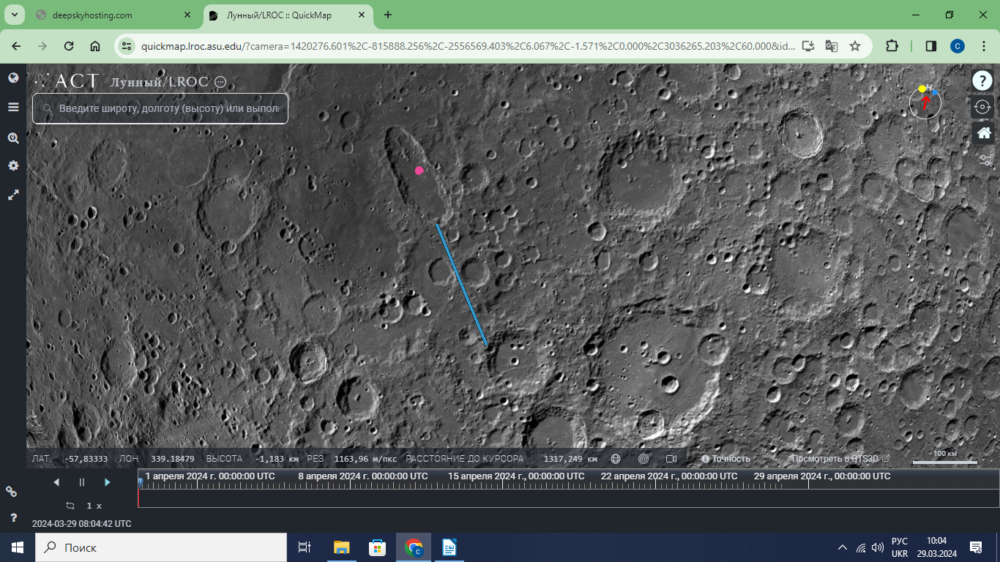 deepskyhosting.com
Лунный/LROC :: QuickMap
quickmap.lroc.asu.edu/?camera=1420276.601%2C-815888.256%2C-2556569.403%2C6.067%2C-1.571%2C0.000%2C3036265.203%2C60.000&id...
C
ACT Лунный/LROC
Введите широту, долготу (высоту) или выполі
?
ЛАТ. -57,83333 ЛОН 339.18479 ВЫСОТА -1,183 км РЕЗ 1163,96 м/пкс РАССТОЯНИЕ ДО КУРСОРА 1317,249 км Точность Посмотреть в QTS3D
100 км
1 апреля 2024 г. 00:00:00 UTC 8 апреля 2024 г., 00:00:00 UTC 15 апреля 2024 г., 00:00:00 UTC 22 апреля 2024 г., 00:00:00 UTC 29 апреля 2024 г., 00:00:00 UTC
1 x
?
2024-03-29 08:04:42 UTC
Поиск
C
РУС
UKR
10:04
29.03.2024